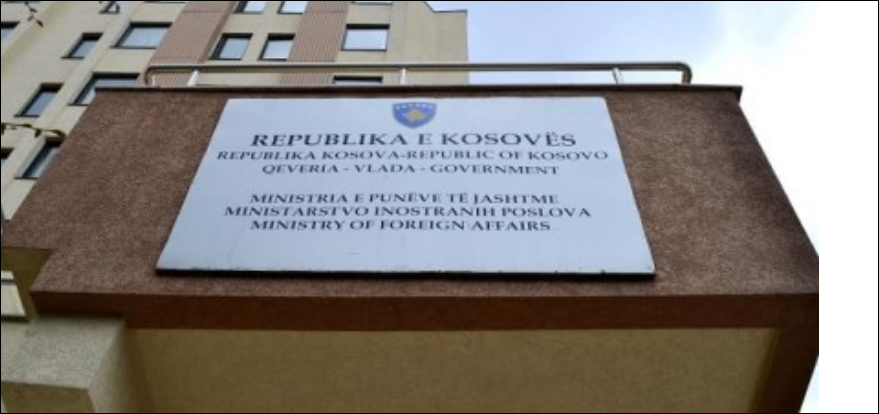 REPUBLIKA E KOSOVËS
REPUBLIKA KOSOVA-REPUBLIC OF KOSOVO
QEVERIA - VLADA - GOVERNMENT
MINISTRIA E PUNËVE TË JASHTME
MINISTARSTVO INOSTRANIH POSLOVA
MINISTRY OF FOREIGN AFFAIRS